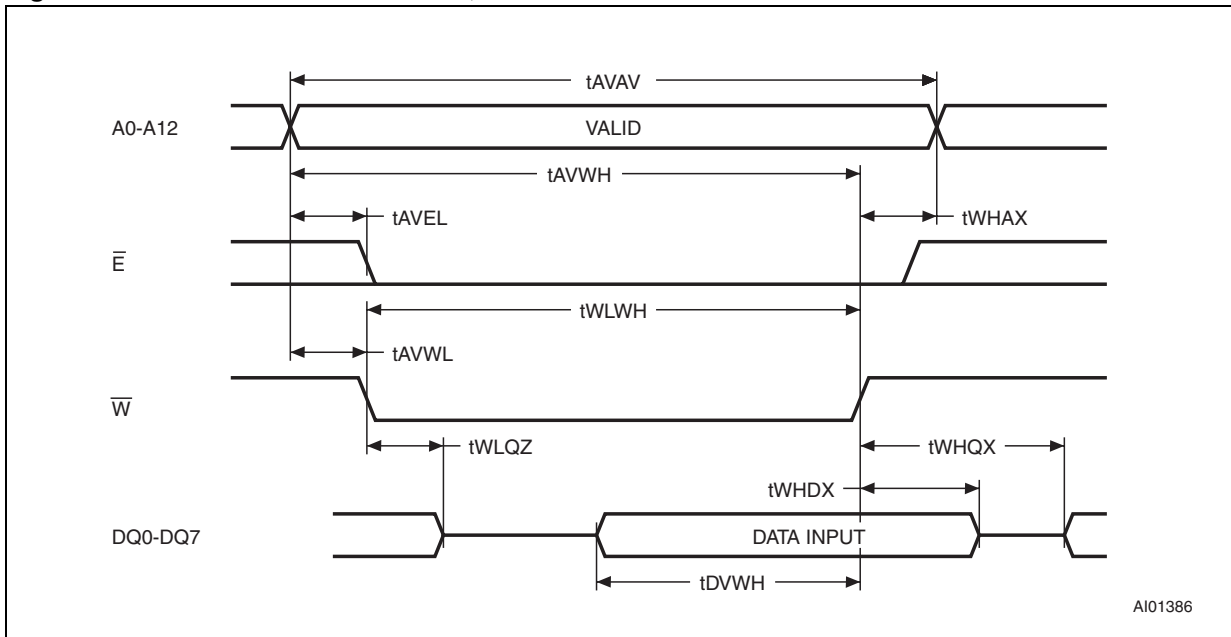 tAVAV
A0-A12
VALID
tAVWH
tAVEL
tWHAX
E̅
tWLWH
tAVWL
W̅
tWLQZ
tWHQX
tWHDX
DQ0-DQ7
DATA INPUT
tDVWH
AI01386